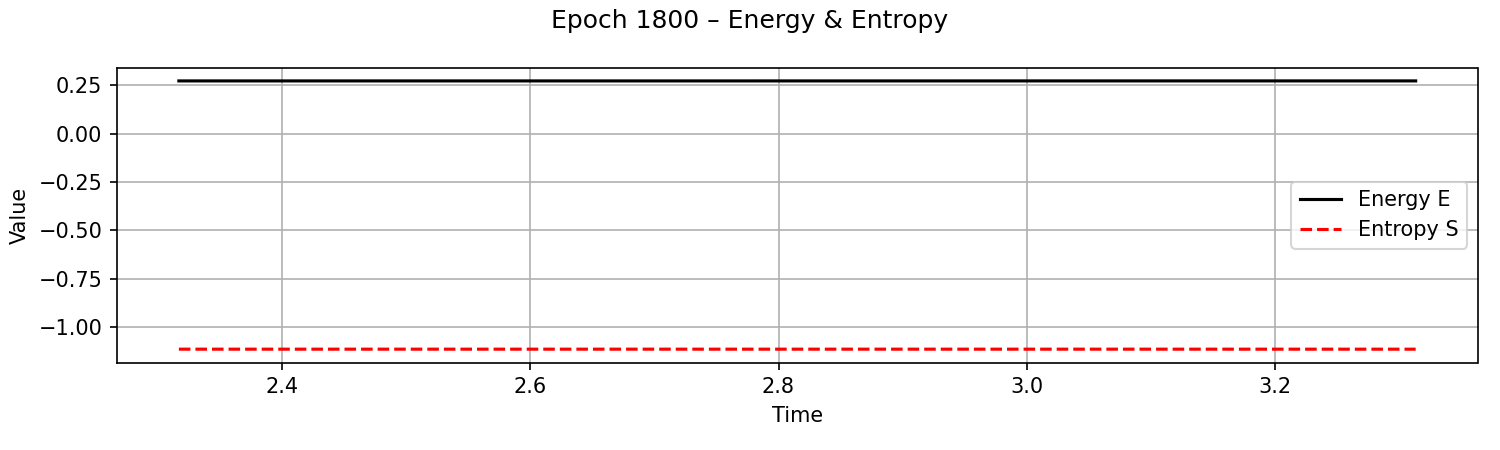 Epoch 1800 – Energy & Entropy
0.25
0.00
−0.25
−0.50
−0.75
−1.00
Value
Energy E
Entropy S
2.4 2.6 2.8 3.0 3.2
Time